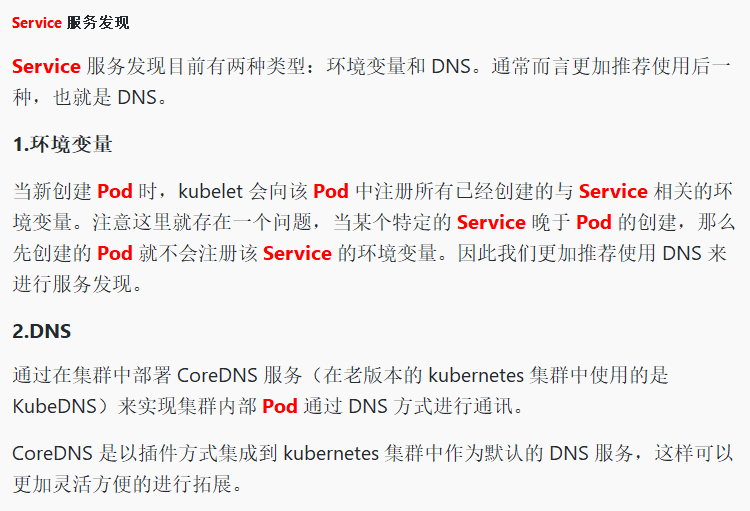 Service 服务发现
Service 服务发现目前有两种类型：环境变量和 DNS。通常而言更加推荐使用后一
种，也就是 DNS。
1.环境变量
当新创建 Pod 时，kubelet 会向该 Pod 中注册所有已经创建的与 Service 相关的环
境变量。注意这里就存在一个问题，当某个特定的 Service 晚于 Pod 的创建，那么
先创建的 Pod 就不会注册该 Service 的环境变量。因此我们更加推荐使用 DNS 来
进行服务发现。
2.DNS
通过在集群中部署 CoreDNS 服务（在老版本的 kubernetes 集群中使用的是
KubeDNS）来实现集群内部 Pod 通过 DNS 方式进行通讯。
CoreDNS 是以插件方式集成到 kubernetes 集群中作为默认的 DNS 服务，这样可以
更加灵活方便的进行拓展。